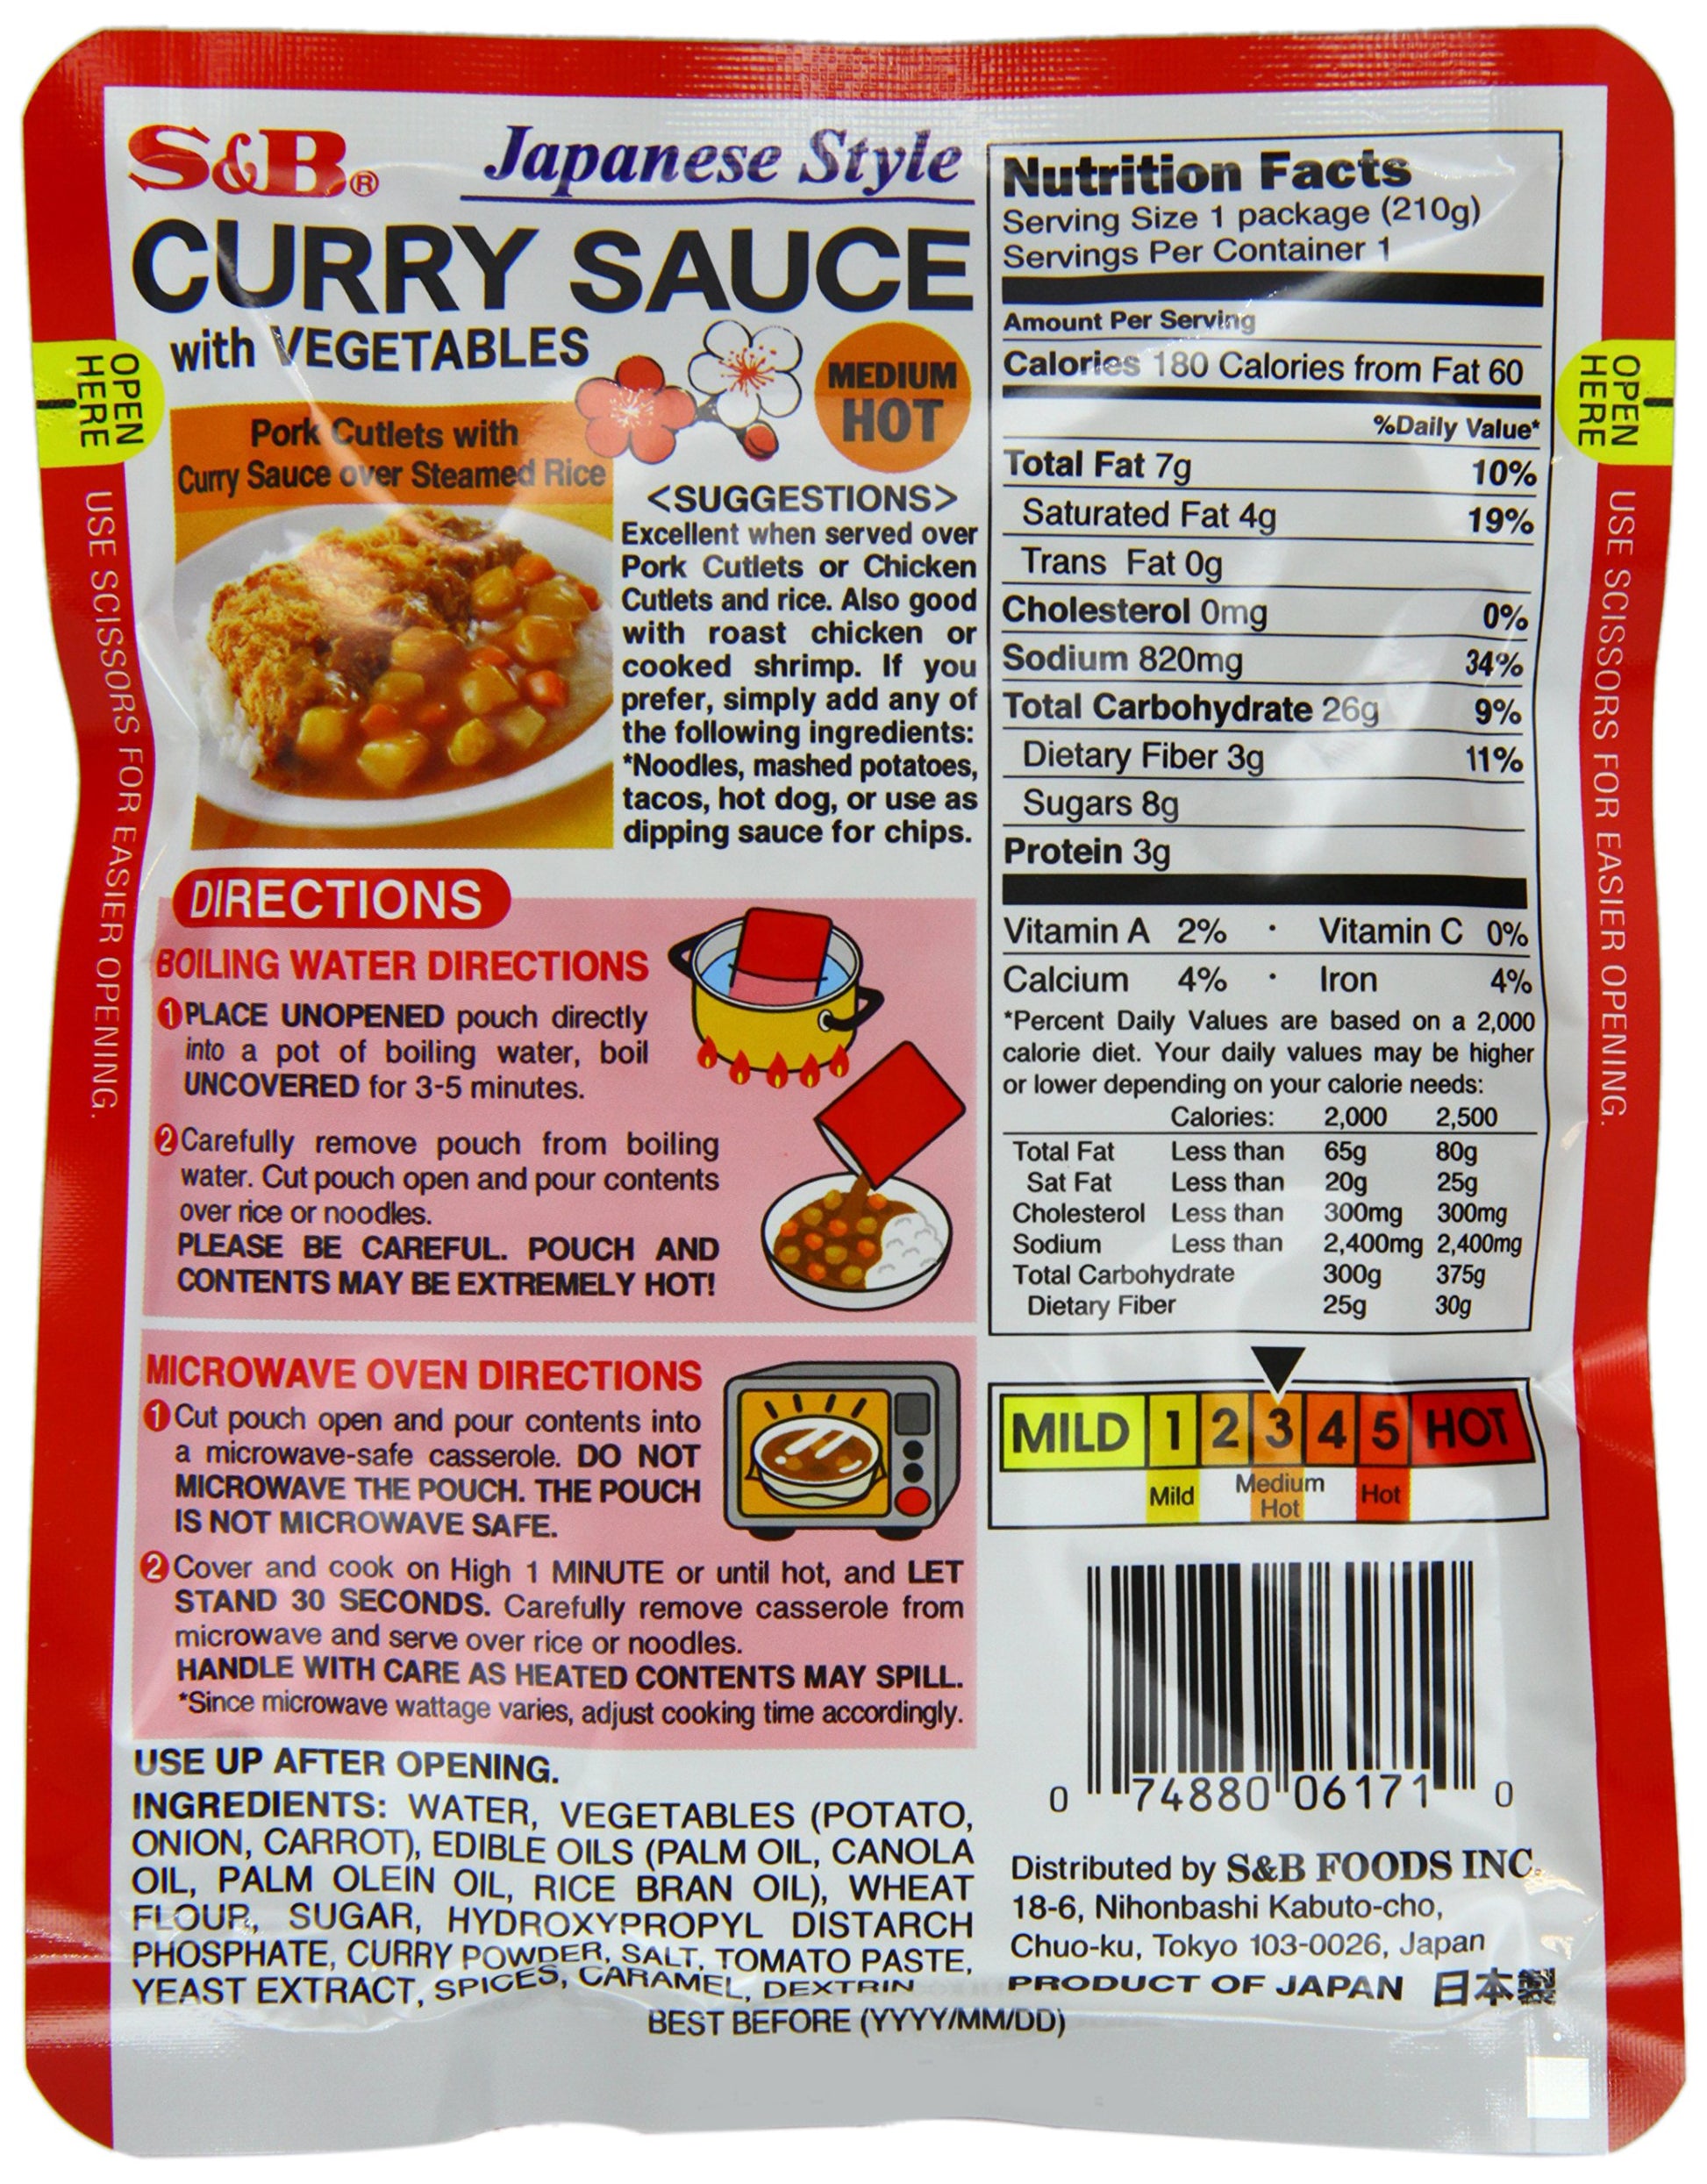 S&B®
Japanese Style
CURRY SAUCE
with VEGETABLES
MEDIUM
HOT
Pork Cutlets with
Curry Sauce over Steamed Rice
<SUGGESTIONS>
Excellent when served over
Pork Cutlets or Chicken
Cutlets and rice. Also good
with roast chicken or
cooked shrimp. If you
prefer, simply add any of
the following ingredients:
*Noodles, mashed potatoes,
tacos, hot dog, or use as
dipping sauce for chips.
DIRECTIONS
BOILING WATER DIRECTIONS
1 PLACE UNOPENED pouch directly
into a pot of boiling water, boil
UNCOVERED for 3-5 minutes.
2 Carefully remove pouch from boiling
water. Cut pouch open and pour contents
over rice or noodles.
PLEASE BE CAREFUL. POUCH AND
CONTENTS MAY BE EXTREMELY HOT!
MICROWAVE OVEN DIRECTIONS
1 Cut pouch open and pour contents into
a microwave-safe casserole. DO NOT
MICROWAVE THE POUCH. THE POUCH
IS NOT MICROWAVE SAFE.
2 Cover and cook on High 1 MINUTE or until hot, and LET
STAND 30 SECONDS. Carefully remove casserole from
microwave and serve over rice or noodles.
HANDLE WITH CARE AS HEATED CONTENTS MAY SPILL.
*Since microwave wattage varies, adjust cooking time accordingly.
USE UP AFTER OPENING.
INGREDIENTS: WATER, VEGETABLES (POTATO,
ONION, CARROT), EDIBLE OILS (PALM OIL, CANOLA
OIL, PALM OLEIN OIL, RICE BRAN OIL), WHEAT
FLOUR, SUGAR, HYDROXYPROPYL DISTARCH
PHOSPHATE, CURRY POWDER, SALT, TOMATO PASTE,
YEAST EXTRACT, SPICES, CARAMEL, DEXTRIN
BEST BEFORE (YYYY/MM/DD)
Nutrition Facts
Serving Size 1 package (210g)
Servings Per Container 1
Amount Per Serving
Calories 180 Calories from Fat 60
%Daily Value*
Total Fat 7g 10%
Saturated Fat 4g 19%
Trans Fat 0g
Cholesterol 0mg 0%
Sodium 820mg 34%
Total Carbohydrate 26g 9%
Dietary Fiber 3g 11%
Sugars 8g
Protein 3g
Vitamin A 2% · Vitamin C 0%
Calcium 4% · Iron 4%
*Percent Daily Values are based on a 2,000
calorie diet. Your daily values may be higher
or lower depending on your calorie needs:
Calories: 2,000 2,500
Total Fat Less than 65g 80g
Sat Fat Less than 20g 25g
Cholesterol Less than 300mg 300mg
Sodium Less than 2,400mg 2,400mg
Total Carbohydrate 300g 375g
Dietary Fiber 25g 30g
MILD 1 2 3 4 5 HOT
Mild Medium Hot
Hot
0 74880 06171 0
Distributed by S&B FOODS INC.
18-6, Nihonbashi Kabuto-cho,
Chuo-ku, Tokyo 103-0026, Japan
PRODUCT OF JAPAN 日本製
OPEN
HERE
USE SCISSORS FOR EASIER OPENING.
OPEN
HERE
USE SCISSORS FOR EASIER OPENING.